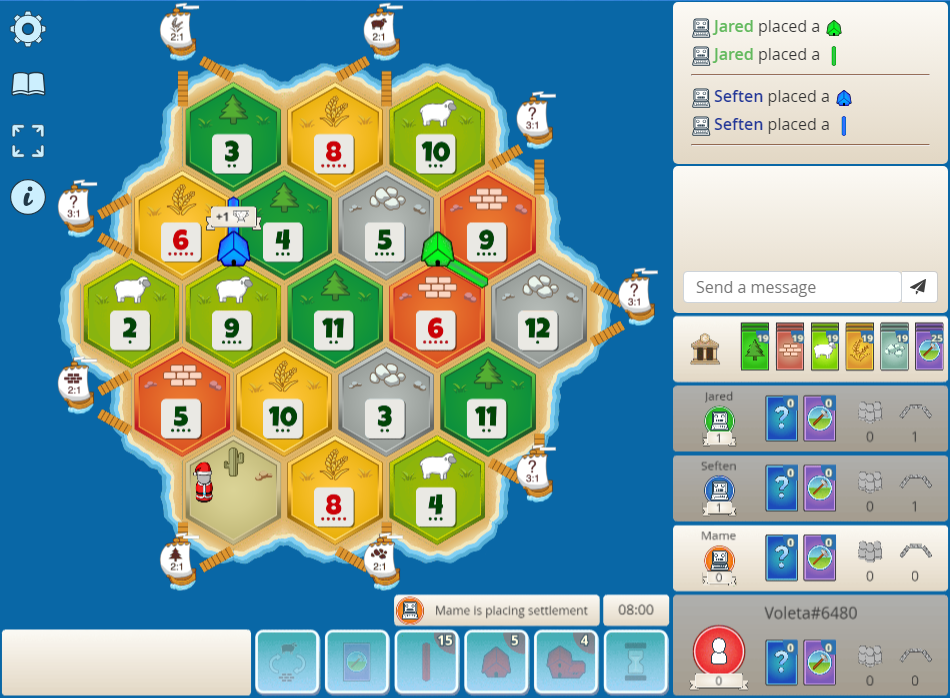 2:1
2:1
Jared placed a
Jared placed a
Seften placed a
Seften placed a
? 3:1
3
8
10
? 3:1
+1
6
4
5
9
? 3:1
2
9
11
6
12
Send a message
19 19 19 19 19 25
2:1
5
10
3
11
Jared
1
? 0 0
0 1
Seften
1
? 0 0
0 1
? 3:1
8
4
Mame
0
? 0 0
0 0
2:1
2:1
Mame is placing settlement
08:00
Voleta#6480
0
? 0 0
0 0
15
5
4
i